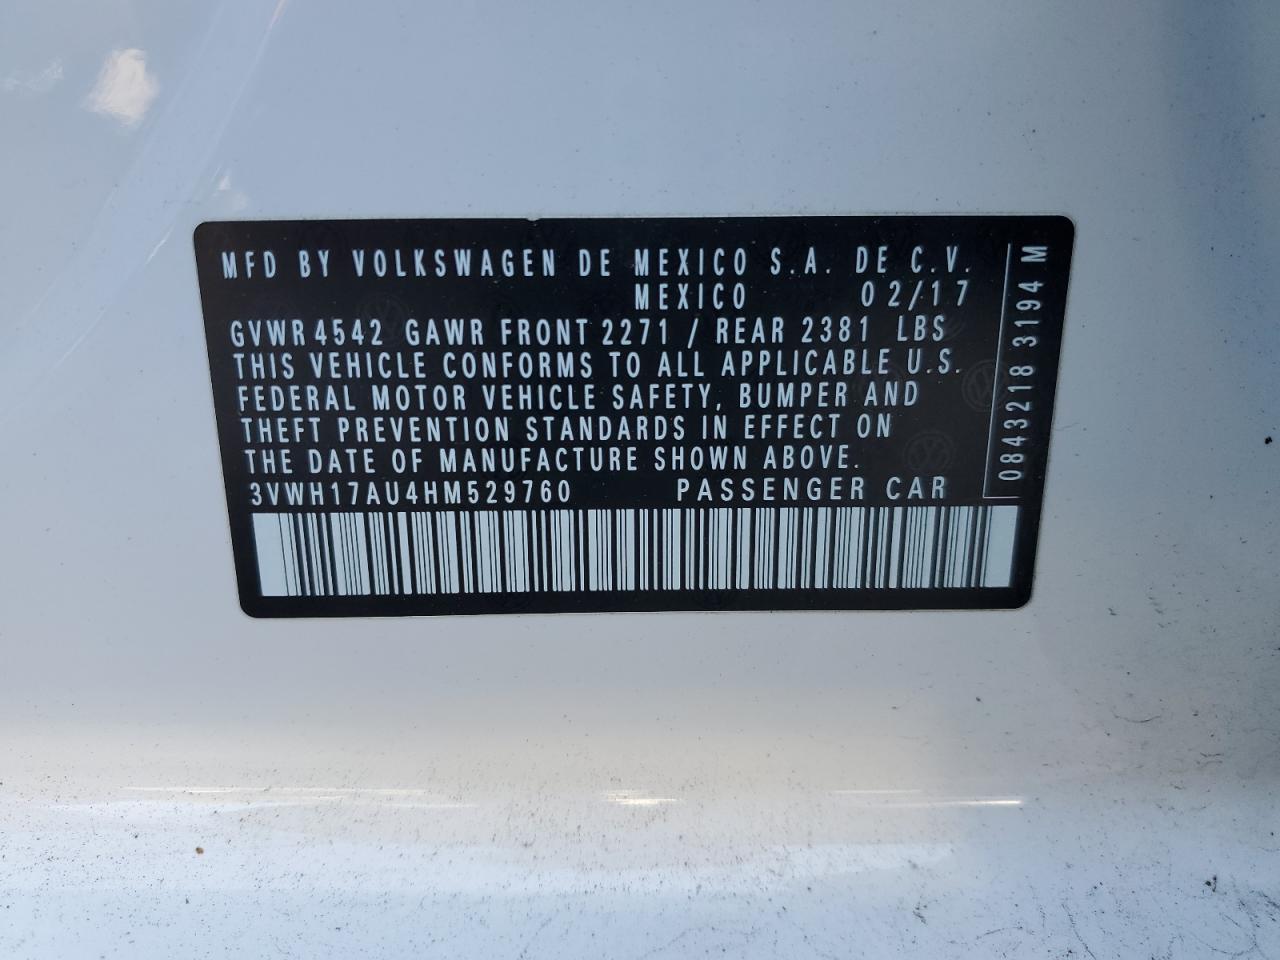 MFD BY VOLKSWAGEN DE MEXICO S.A. DE C.V.
MEXICO 02/17
GVWR 4542 GAWR FRONT 2271 / REAR 2381 LBS
THIS VEHICLE CONFORMS TO ALL APPLICABLE U.S.
FEDERAL MOTOR VEHICLE SAFETY, BUMPER AND
THEFT PREVENTION STANDARDS IN EFFECT ON
THE DATE OF MANUFACTURE SHOWN ABOVE.
3VWH17AU4HM529760 PASSENGER CAR
0843218 3194 M